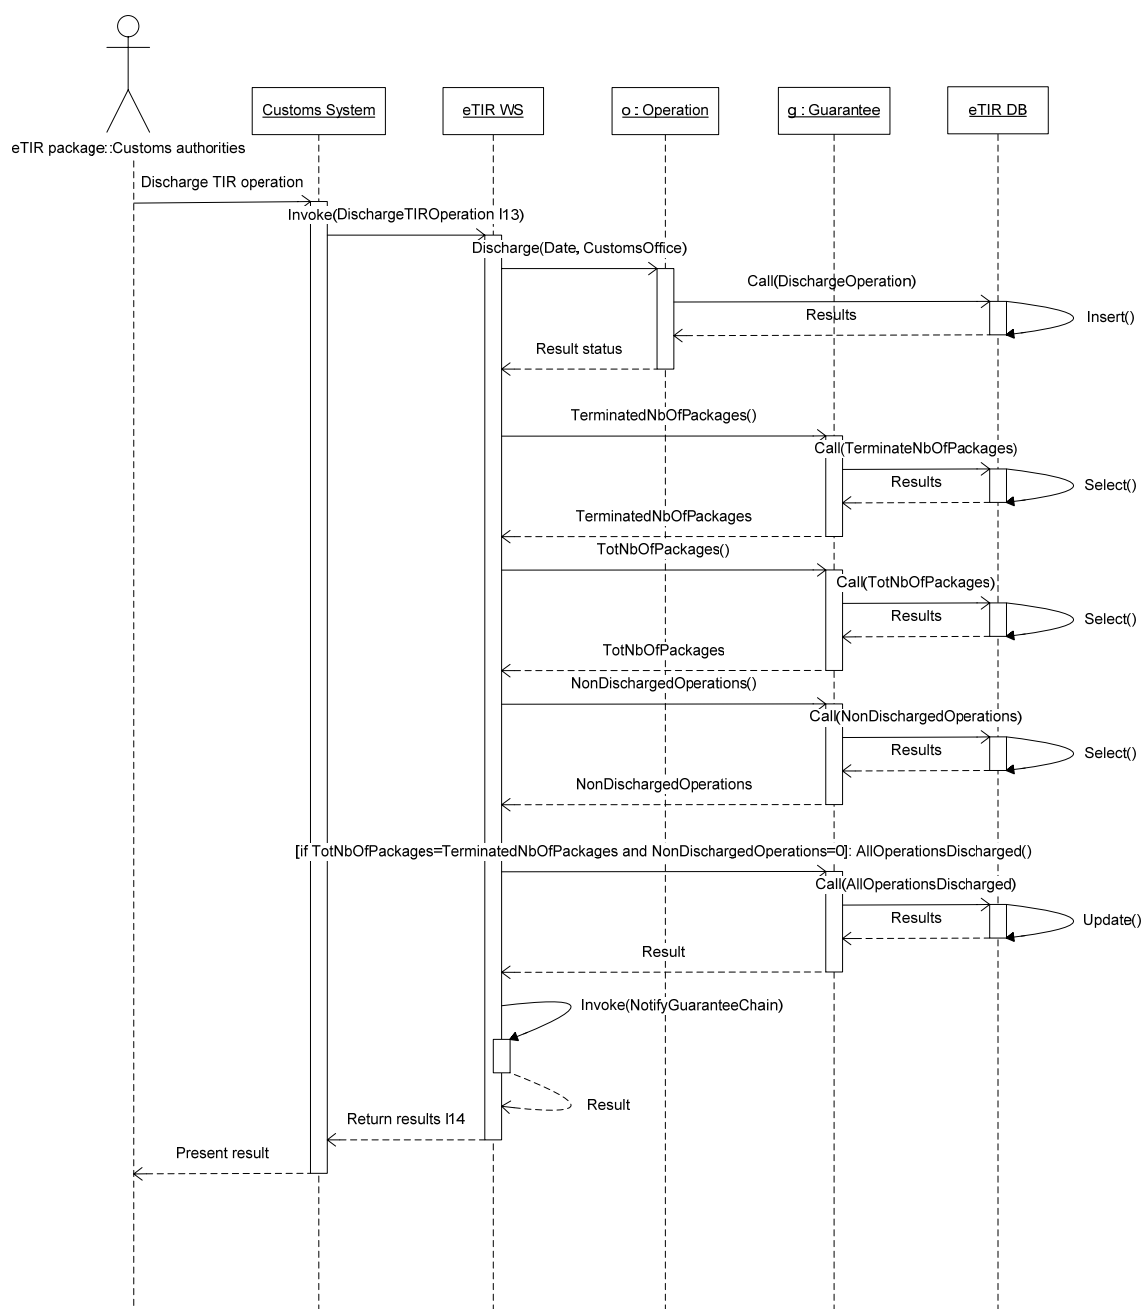 Customs System
eTIR WS
o : Operation
g : Guarantee
eTIR DB
eTIR package::Customs authorities
Discharge TIR operation
Invoke(DischargeTIROperation I13)
Discharge(Date, CustomsOffice)
Call(DischargeOperation)
Results
Insert()
Result status
TerminatedNbOfPackages()
Call(TerminateNbOfPackages)
Results
Select()
TerminatedNbOfPackages
TotNbOfPackages()
Call(TotNbOfPackages)
Results
Select()
TotNbOfPackages
NonDischargedOperations()
Call(NonDischargedOperations)
Results
Select()
NonDischargedOperations
[if TotNbOfPackages=TerminatedNbOfPackages and NonDischargedOperations=0]: AllOperationsDischarged()
Call(AllOperationsDischarged)
Results
Update()
Result
Invoke(NotifyGuaranteeChain)
Result
Return results I14
Present result